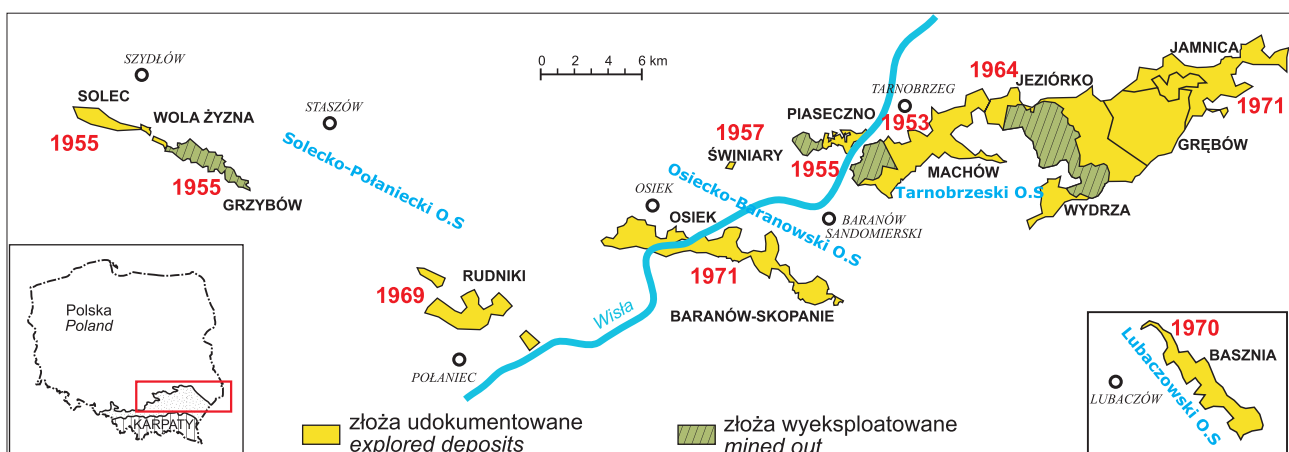 SZYDŁÓW
SOLEC
WOLA ŻYZNA
1955
1955
GRZYBÓW
STASZÓW
Solecko-Połaniecki O.S
0 2 4 6 km
1957
ŚWINIARY
PIASECZNO
1955
TARNOBRZEG
1953
1964
JEZIÓRKO
JAMNICA
1971
GRĘBÓW
MACHÓW
Tarnobrzeski O.S
WYDRZA
OSIEK
OSIEK
Osiecko-Baranowski O.S
BARANÓW
SANDOMIERSKI
1971
BARANÓW-SKOPANIE
RUDNIKI
1969
POŁANIEC
Wisła
Polska
Poland
KARPATY
1970
BASZNIA
Lubaczowski O.S
LUBACZÓW
złoża udokumentowane
explored deposits
złoża wyeksploatowane
mined out